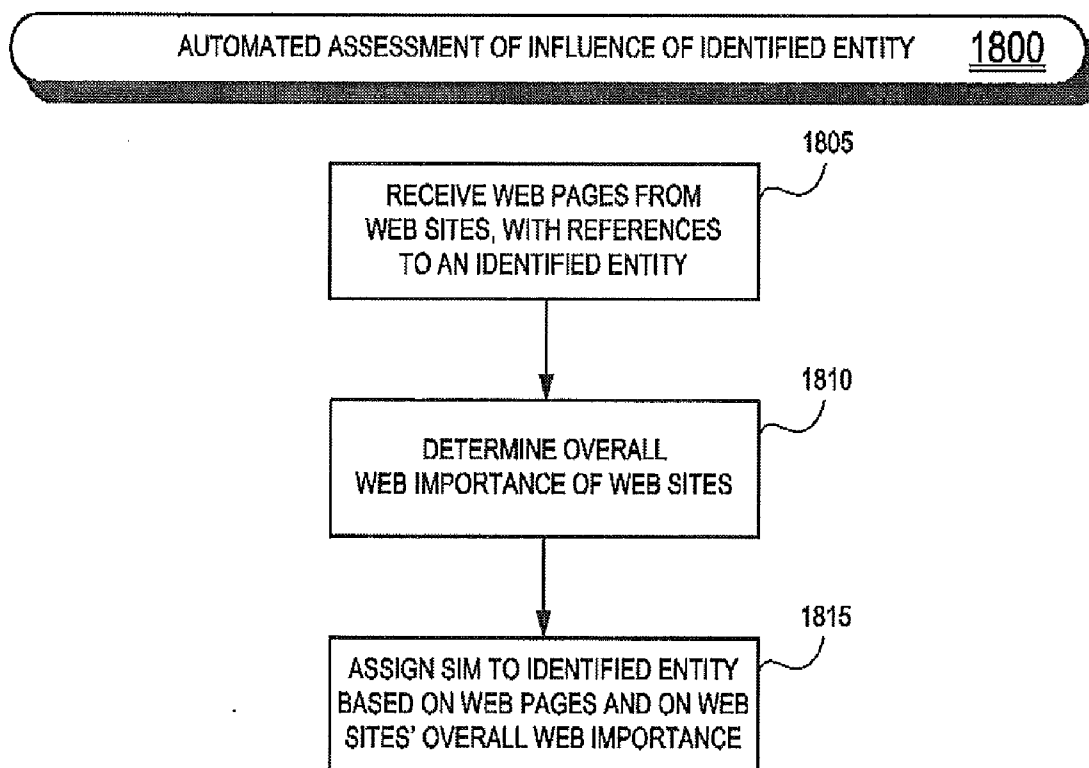 AUTOMATED ASSESSMENT OF INFLUENCE OF IDENTIFIED ENTITY 1800
1805
RECEIVE WEB PAGES FROM
WEB SITES, WITH REFERENCES
TO AN IDENTIFIED ENTITY
1810
DETERMINE OVERALL
WEB IMPORTANCE OF WEB SITES
1815
ASSIGN SIM TO IDENTIFIED ENTITY
BASED ON WEB PAGES AND ON WEB
SITES' OVERALL WEB IMPORTANCE